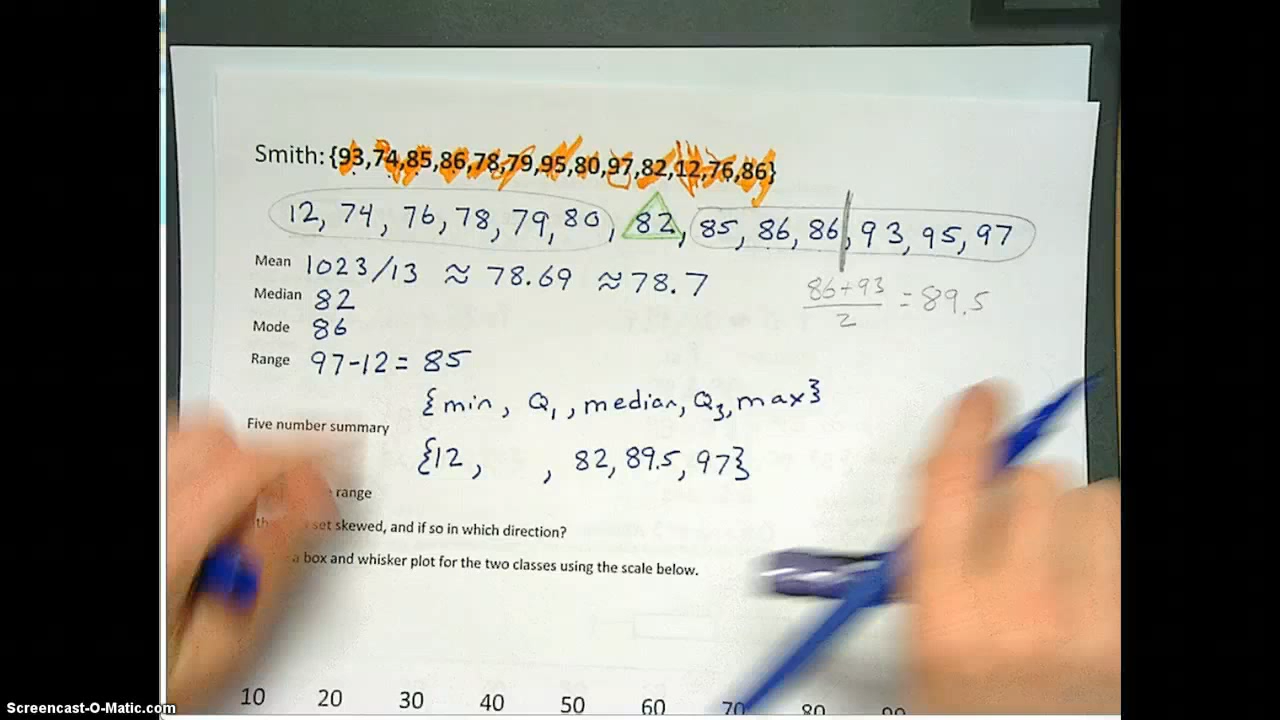 Smith: {93,74,85,86,78,79,95,80,97,82,12,76,86}
12, 74, 76, 78, 79, 80, 82, 85, 86, 86, 93, 95, 97
Mean 1023/13 ≈ 78.69 ≈ 78.7
86+93
2
= 89.5
Median 82
Mode 86
Range 97-12 = 85
{min, Q1, median, Q3, max}
Five number summary
{12, , 82, 89.5, 97}
range
set skewed, and if so in which direction?
a box and whisker plot for the two classes using the scale below.
10 20 30 40 50 60 70 80 90
Screencast-O-Matic.com